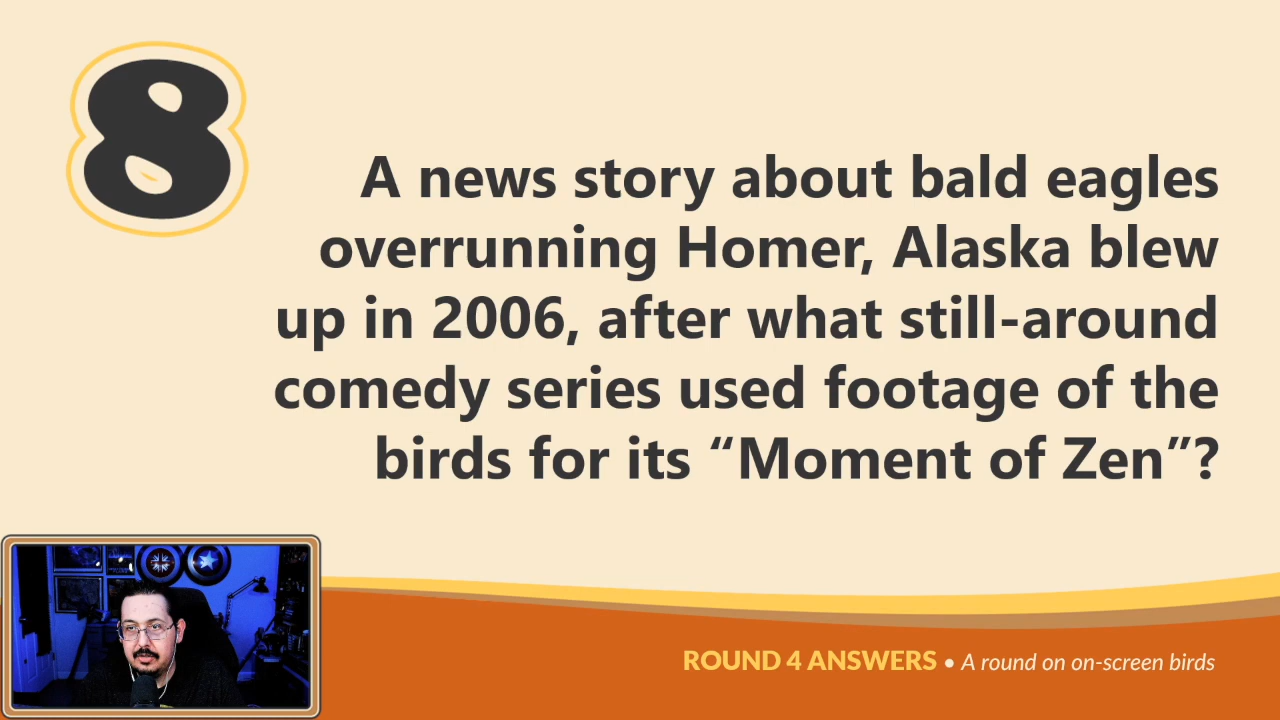 8
A news story about bald eagles
overrunning Homer, Alaska blew
up in 2006, after what still-around
comedy series used footage of the
birds for its “Moment of Zen”?
ROUND 4 ANSWERS • A round on on-screen birds